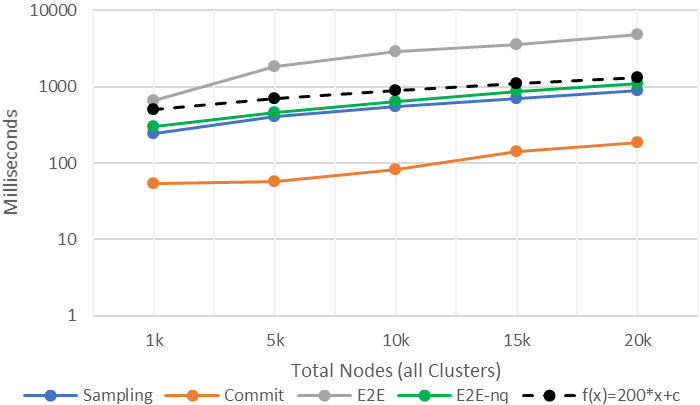 10000
1000
100
10
1
Milliseconds
1k 5k 10k 15k 20k
Total Nodes (all Clusters)
Sampling Commit E2E E2E-nq f(x)=200*x+c